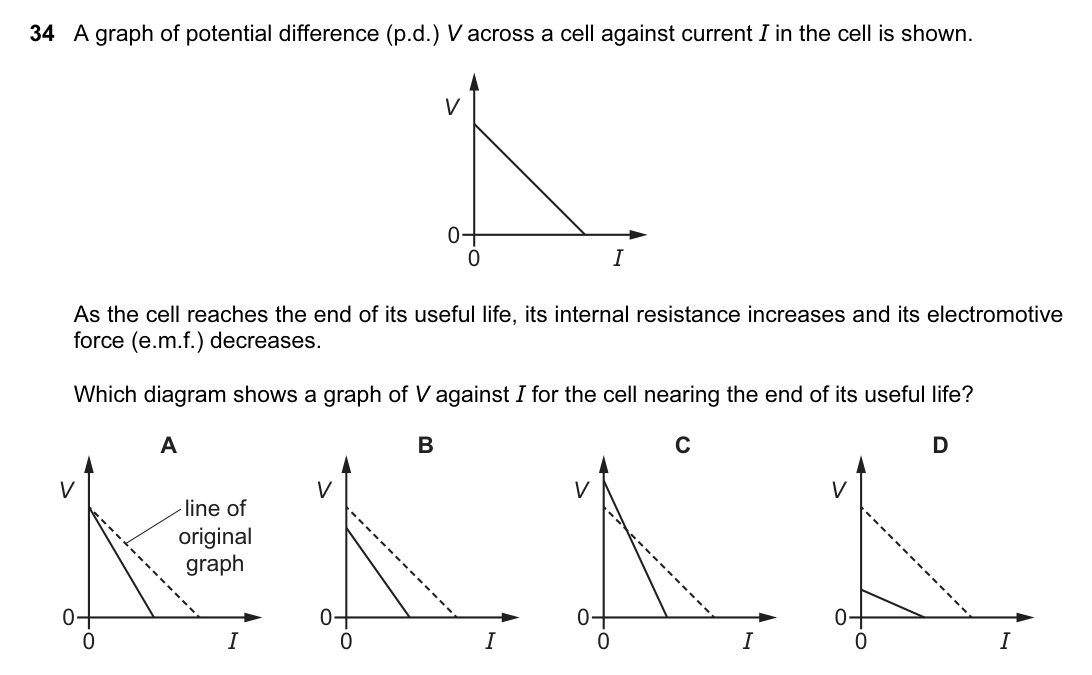 34 A graph of potential difference (p.d.) V across a cell against current I in the cell is shown.
V
0
0
I
As the cell reaches the end of its useful life, its internal resistance increases and its electromotive
force (e.m.f.) decreases.
Which diagram shows a graph of V against I for the cell nearing the end of its useful life?
A
V
line of
original
graph
0
0
I
B
V
0
0
I
C
V
0
0
I
D
V
0
0
I